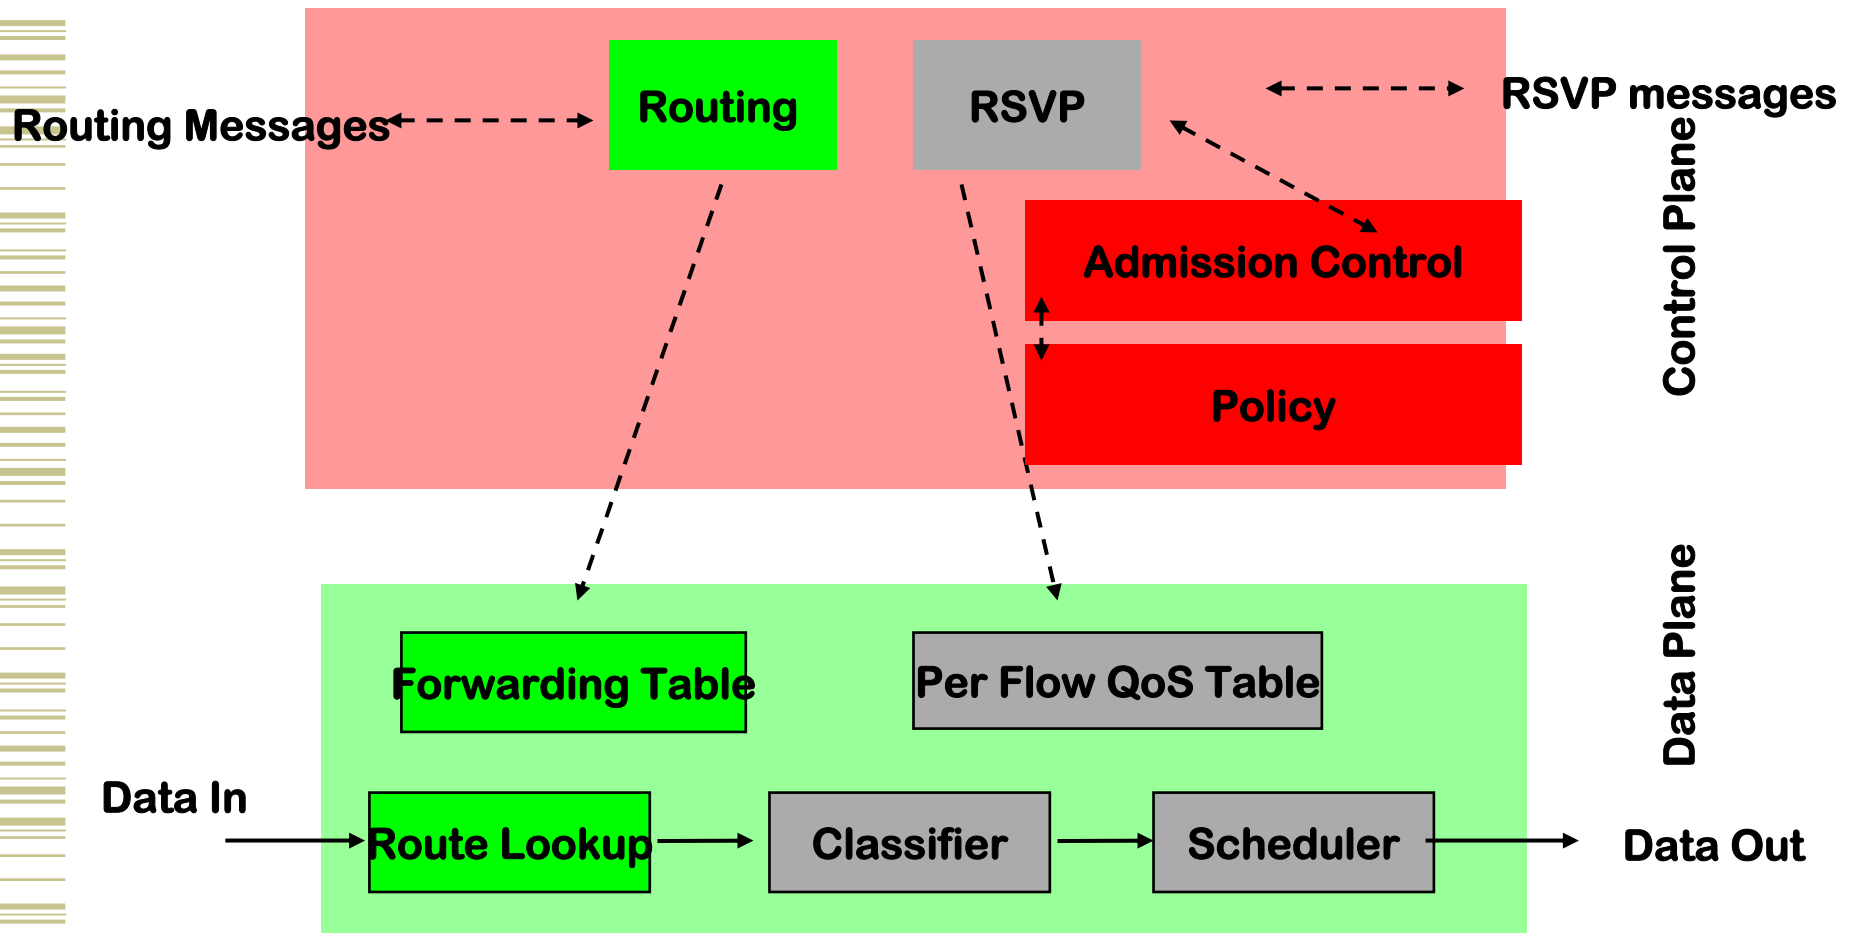 Routing
RSVP
RSVP messages
Routing Messages
Control Plane
Admission Control
Policy
Data Plane
Forwarding Table
Per Flow QoS Table
Data In
Route Lookup
Classifier
Scheduler
Data Out